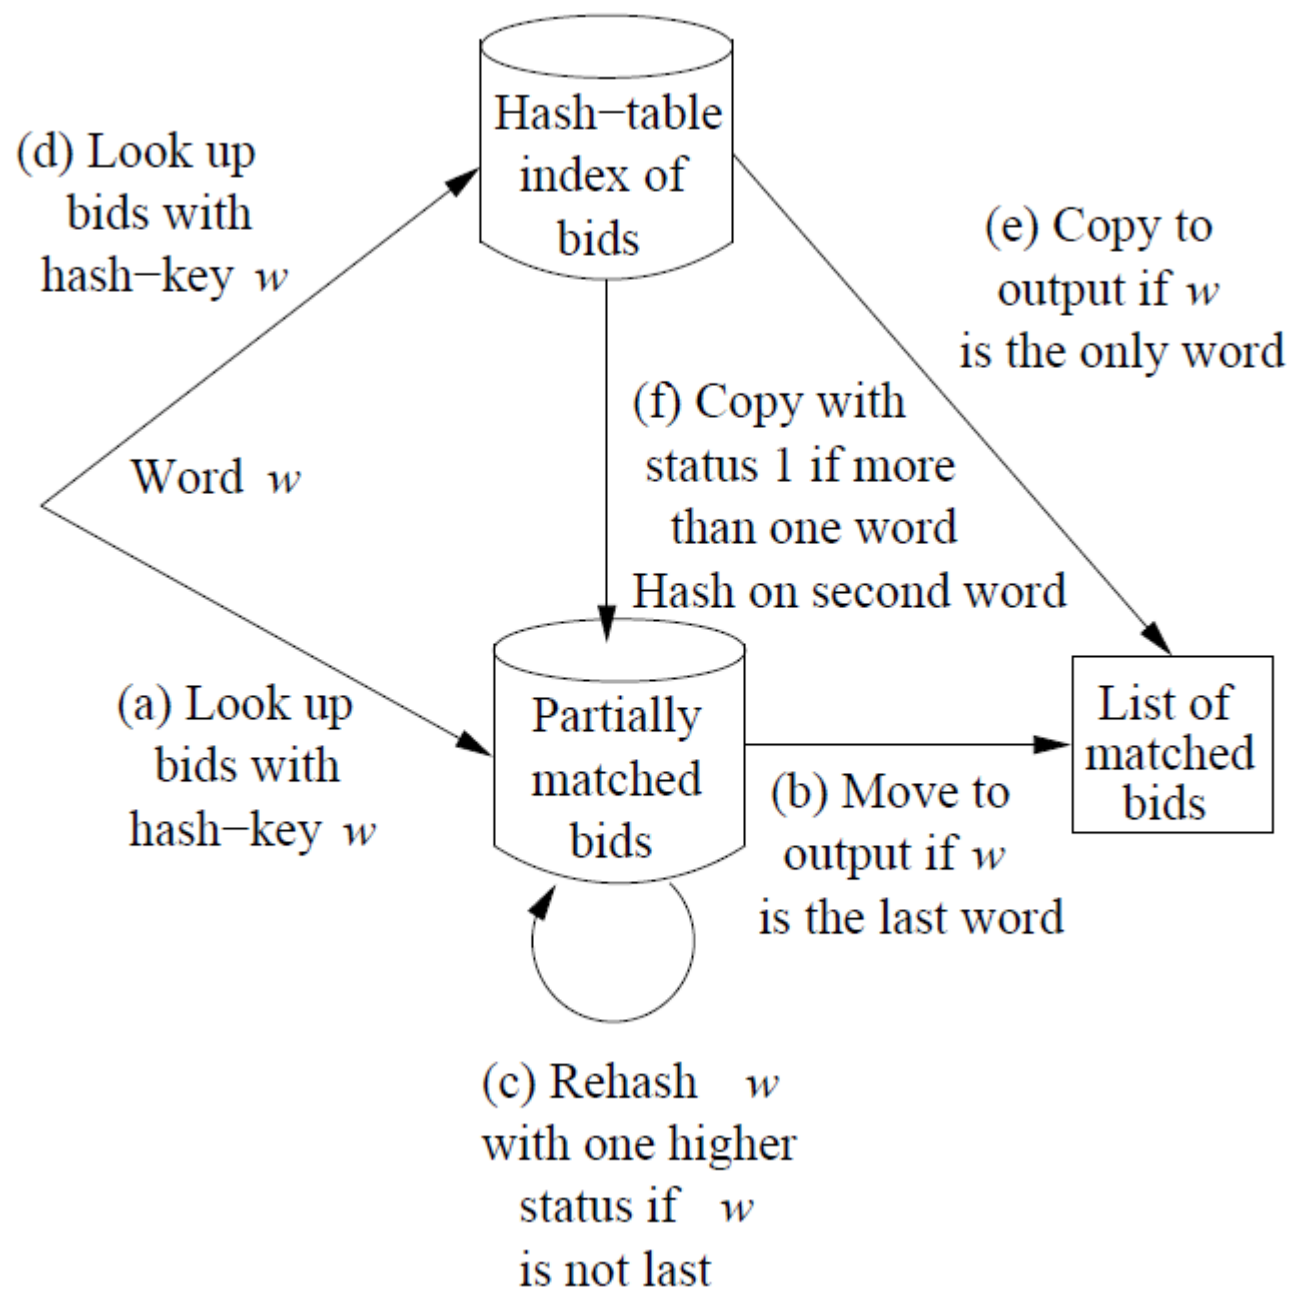 Hash−table
index of
bids
(d) Look up
bids with
hash−key w
(e) Copy to
output if w
is the only word
(f) Copy with
status 1 if more
than one word
Hash on second word
Word w
(a) Look up
bids with
hash−key w
Partially
matched
bids
List of
matched
bids
(b) Move to
output if w
is the last word
(c) Rehash w
with one higher
status if w
is not last